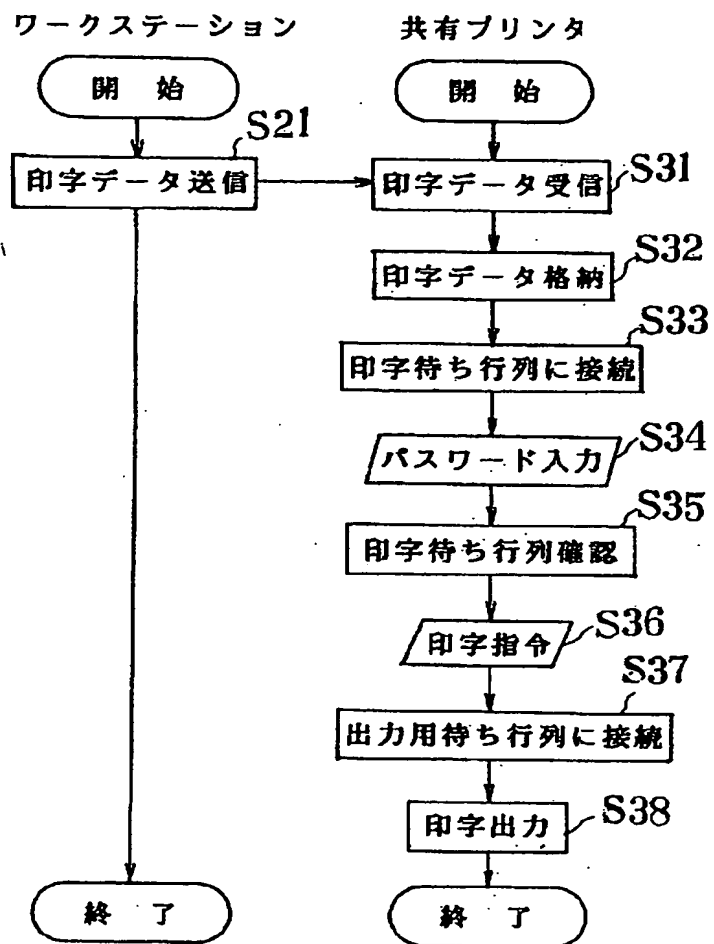 ワークステーション
共有プリンタ
開始
開始
S21
印字データ送信
印字データ受信
S31
印字データ格納
S32
印字待ち行列に接続
S33
パスワード入力
S34
印字待ち行列確認
S35
印字指令
S36
出力用待ち行列に接続
S37
印字出力
S38
終了
終了